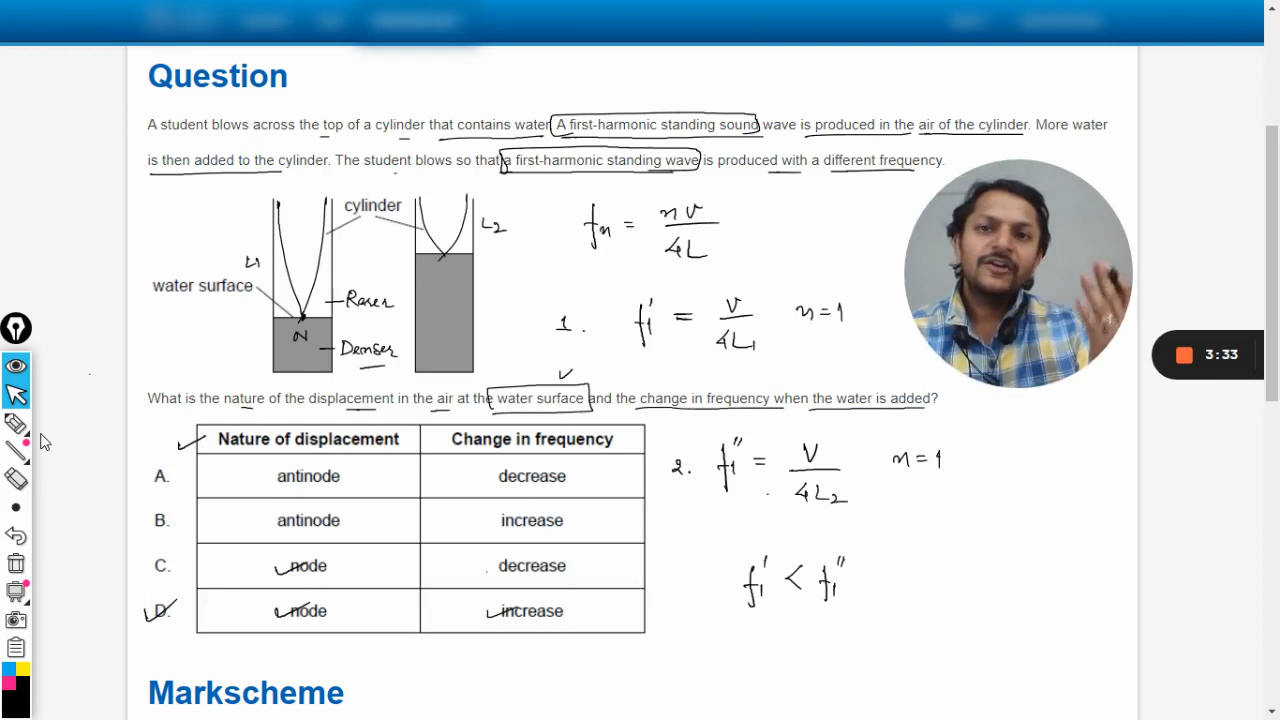 Question
A student blows across the top of a cylinder that contains water. A first-harmonic standing sound wave is produced in the air of the cylinder. More water
is then added to the cylinder. The student blows so that a first-harmonic standing wave is produced with a different frequency.
cylinder
L1
L2
water surface
Rarer
N
Denser
fn = nv / 4L
1. f1' = v / 4L1 n=1
What is the nature of the displacement in the air at the water surface and the change in frequency when the water is added?
Nature of displacement Change in frequency
A. antinode decrease
B. antinode increase
C. node decrease
D. node increase
2. f1'' = v / 4L2 n=1
f1' < f1''
3:33
Markscheme